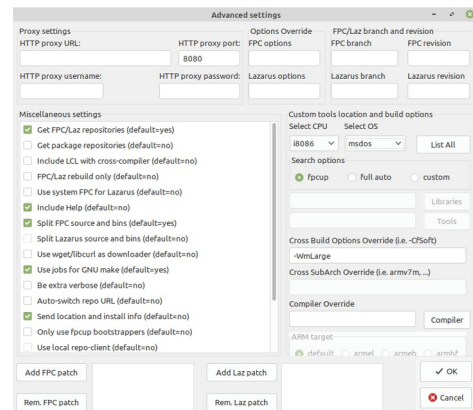 Advanced settings
Proxy settings
HTTP proxy URL:
HTTP proxy port:
8080
HTTP proxy username:
HTTP proxy password:
Options Override
FPC options
Lazarus options
FPC/Laz branch and revision
FPC branch
FPC revision
Lazarus branch
Lazarus revision
Miscellaneous settings
Get FPC/Laz repositories (default=yes)
Get package repositories (default=no)
Include LCL with cross-compiler (default=no)
FPC/Laz rebuild only (default=no)
Use system FPC for Lazarus (default=no)
Include Help (default=no)
Split FPC source and bins (default=yes)
Split Lazarus source and bins (default=no)
Use wget/libcurl as downloader (default=no)
Use jobs for GNU make (default=yes)
Be extra verbose (default=no)
Auto-switch repo URL (default=no)
Send location and install info (default=no)
Only use fpcup bootstrappers (default=no)
Use local repo-client (default=no)
Custom tools location and build options
Select CPU
Select OS
i8086
msdos
List All
Search options
fpcup
full auto
custom
Libraries
Tools
Cross Build Options Override (i.e. -CfSoft)
-WmLarge
Cross SubArch Override (i.e. armv7m, ...)
Compiler Override
Compiler
ARM target
default
armel
armeb
armhf
Add FPC patch
Rem. FPC patch
Add Laz patch
Rem. Laz patch
OK
Cancel